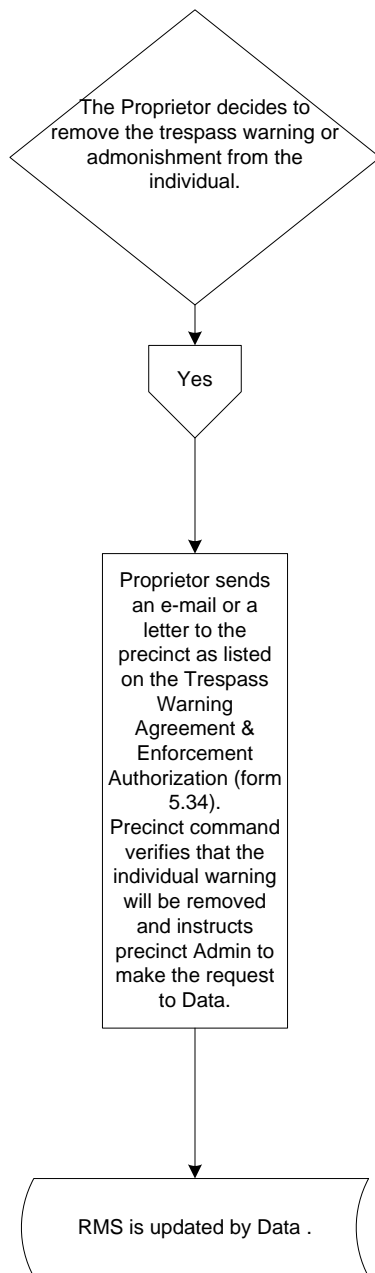 The Proprietor decides to
remove the trespass warning or
admonishment from the
individual.
Yes
Proprietor sends
an e-mail or a
letter to the
precinct as listed
on the Trespass
Warning
Agreement &
Enforcement
Authorization (form
5.34).
Precinct command
verifies that the
individual warning
will be removed
and instructs
precinct Admin to
make the request
to Data.
RMS is updated by Data .